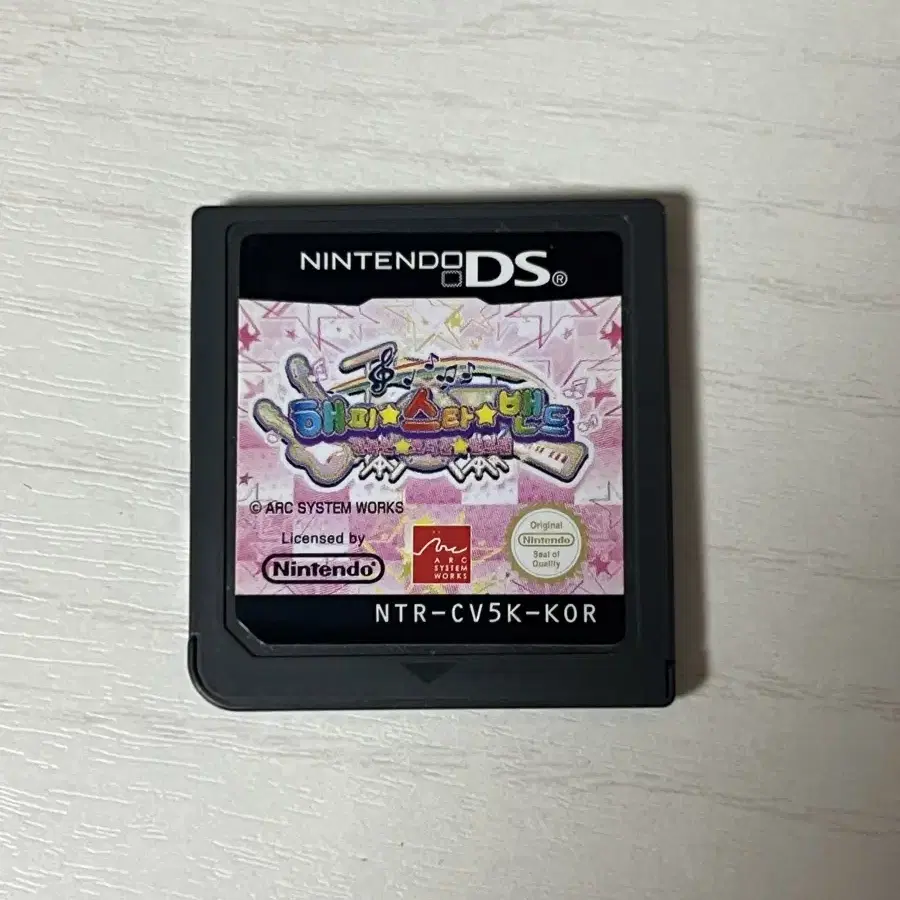 NINTENDO DS®
해피★스타★밴드
© ARC SYSTEM WORKS
Licensed by
Nintendo
Arc
ARC
SYSTEM
WORKS
Original
Nintendo
Seal of
Quality
NTR-CV5K-KOR